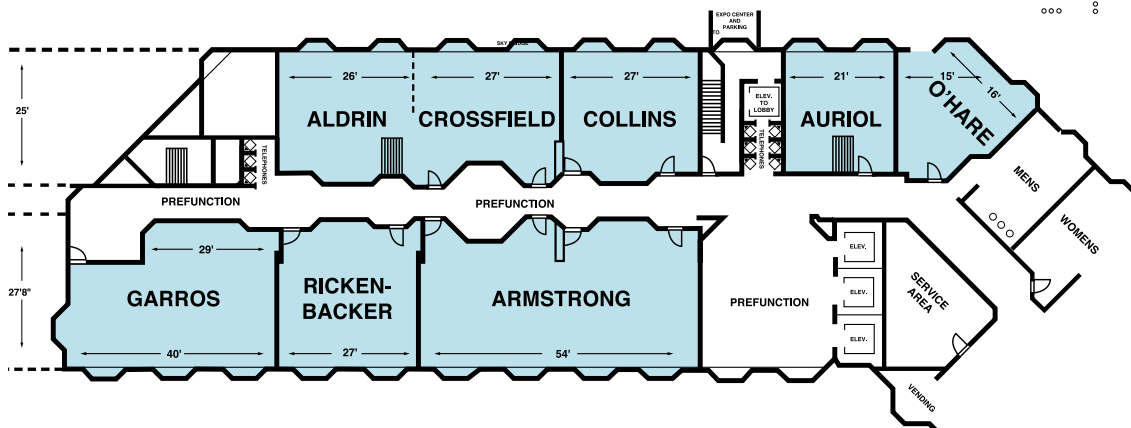 EXPO CENTER
AND
PARKING
TO
SKY BRIDGE
25'
26'
27'
27'
21'
15'
16'
ALDRIN
CROSSFIELD
COLLINS
ELEV.
TO
LOBBY
AURIOL
O'HARE
TELEPHONES
TELEPHONES
MENS
WOMENS
PREFUNCTION
PREFUNCTION
29'
27'8"
GARROS
RICKEN-
BACKER
ARMSTRONG
PREFUNCTION
ELEV.
ELEV.
ELEV.
SERVICE
AREA
40'
27'
54'
VENDING